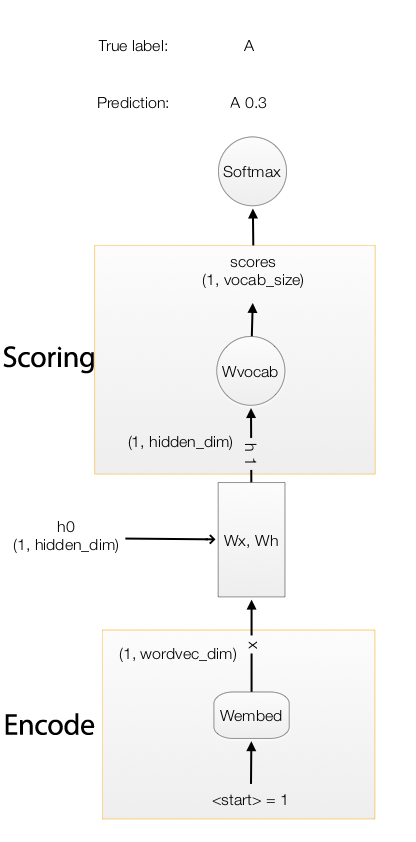 True label: A
Prediction: A 0.3
Softmax
scores
(1, vocab_size)
Scoring
Wvocab
(1, hidden_dim)
h 1
h0
(1, hidden_dim)
Wx, Wh
x
(1, wordvec_dim)
Wembed
Encode
<start> = 1